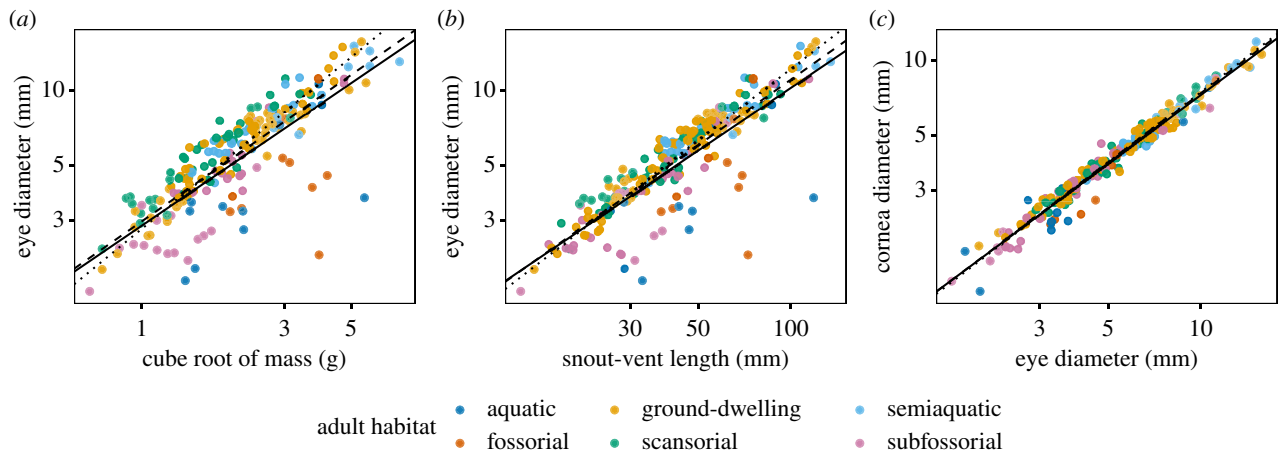 (a)
(b)
(c)
eye diameter (mm)
10
5
3
1
3
5
cube root of mass (g)
eye diameter (mm)
10
5
3
30
50
100
snout-vent length (mm)
cornea diameter (mm)
10
5
3
3
5
10
eye diameter (mm)
adult habitat
aquatic
ground-dwelling
semiaquatic
fossorial
scansorial
subfossorial